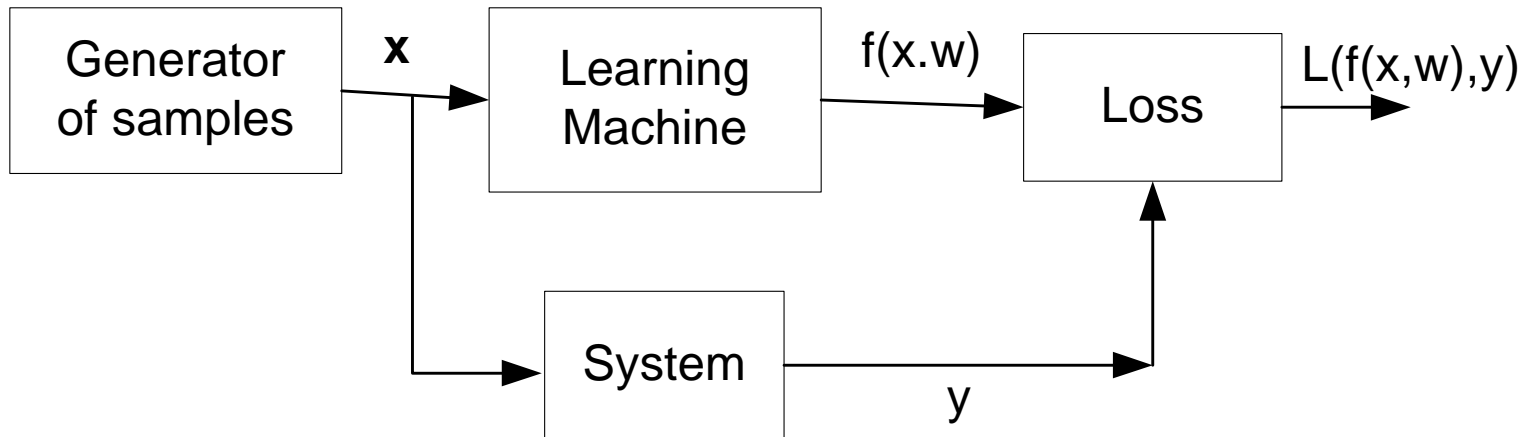 Generator
of samples
x
Learning
Machine
f(x.w)
Loss
L(f(x,w),y)
System
y